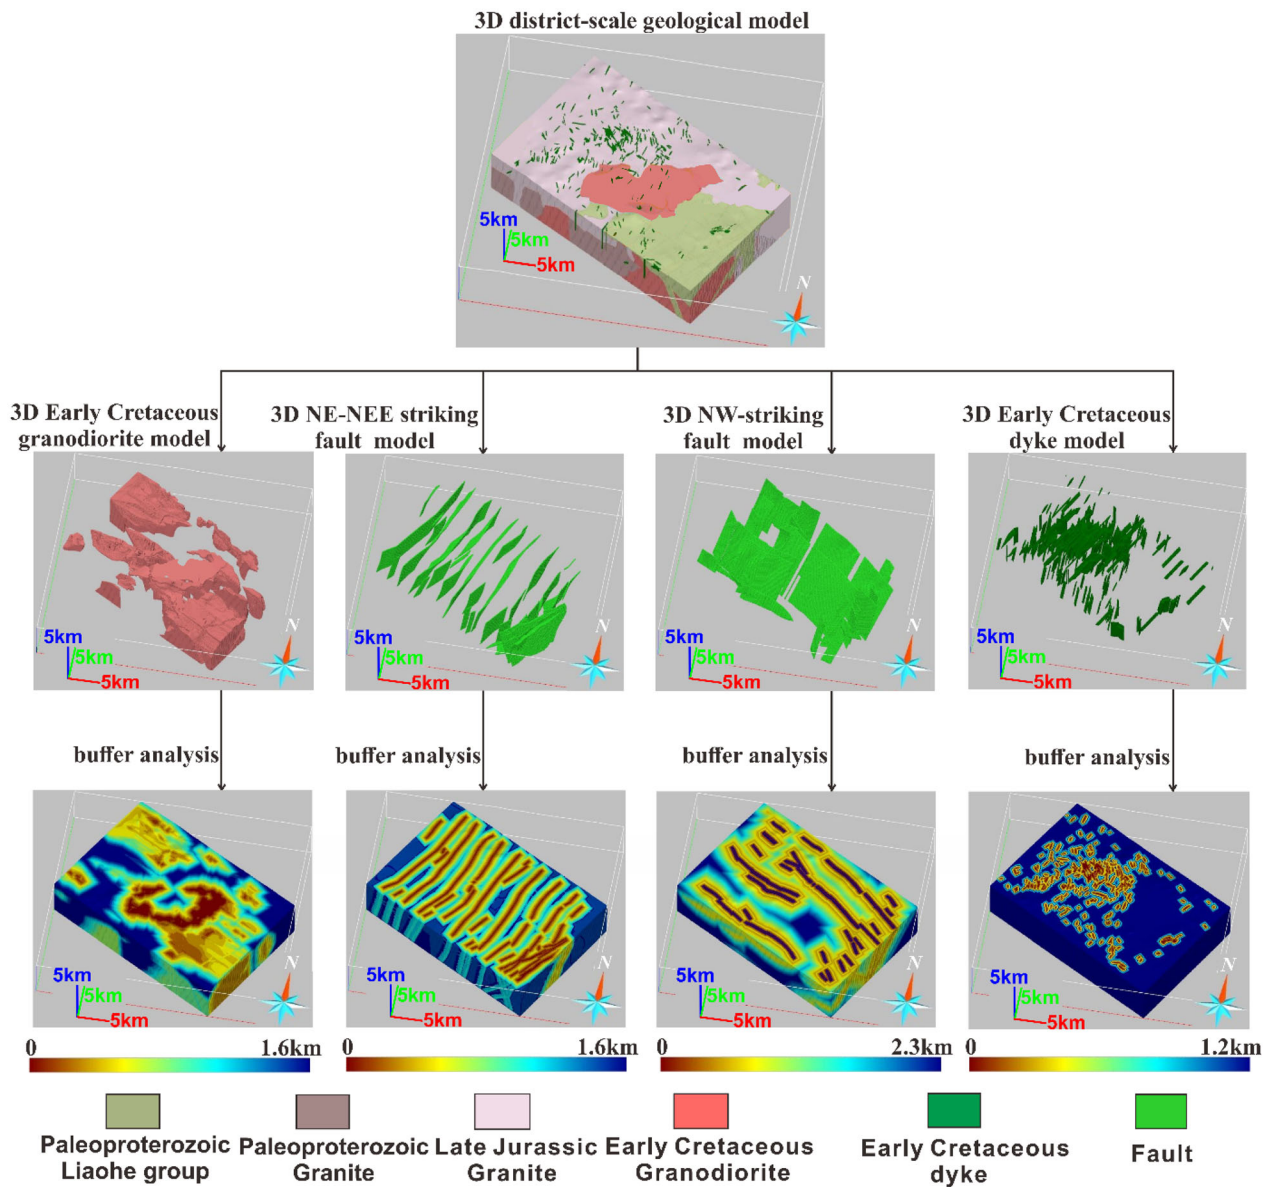 3D district-scale geological model
N
5km
5km
5km
3D Early Cretaceous
granodiorite model
3D NE-NEE striking
fault model
3D NW-striking
fault model
3D Early Cretaceous
dyke model
N
5km
5km
5km
N
5km
5km
5km
N
5km
5km
5km
N
5km
5km
5km
buffer analysis
buffer analysis
buffer analysis
buffer analysis
N
5km
5km
5km
N
5km
5km
5km
N
5km
5km
5km
N
5km
5km
5km
0 1.6km
0 1.6km
0 2.3km
0 1.2km
Paleoproterozoic
Liaohe group
Paleoproterozoic
Granite
Late Jurassic
Granite
Early Cretaceous
Granodiorite
Early Cretaceous
dyke
Fault